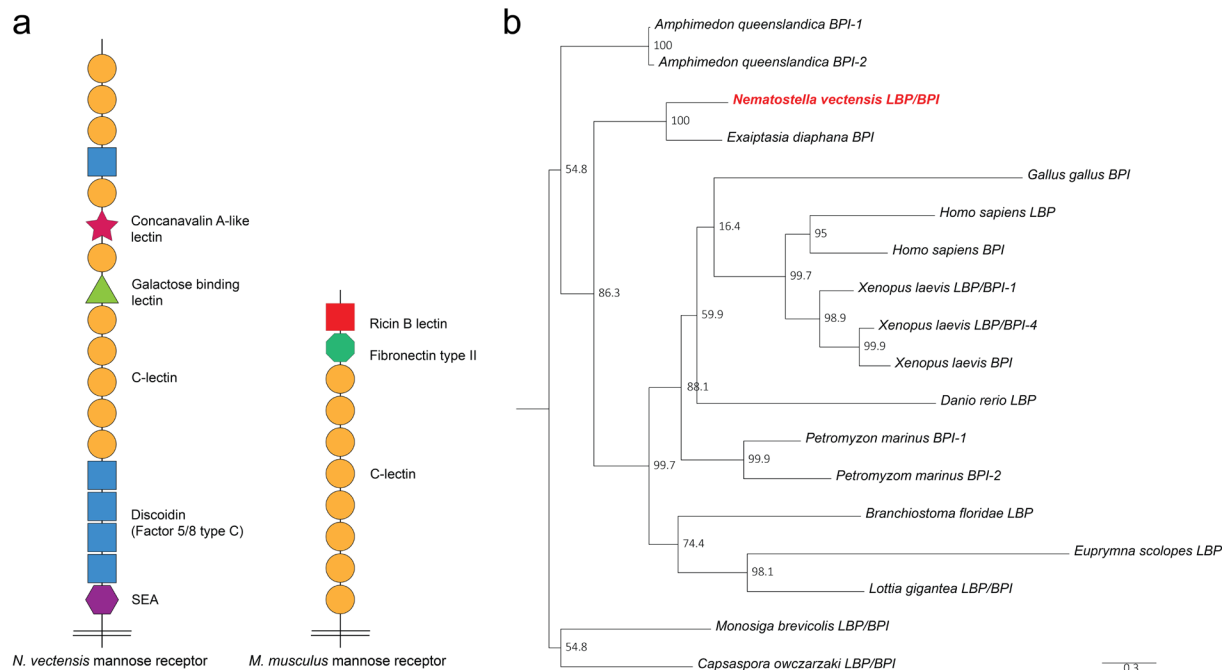 a
Concanavalin A-like
lectin
Galactose binding
lectin
C-lectin
Discoidin
(Factor 5/8 type C)
SEA
N. vectensis mannose receptor
Ricin B lectin
Fibronectin type II
C-lectin
M. musculus mannose receptor
b
Amphimedon queenslandica BPI-1
100
Amphimedon queenslandica BPI-2
54.8
Nematostella vectensis LBP/BPI
100
Exaiptasia diaphana BPI
86.3
Gallus gallus BPI
16.4
Homo sapiens LBP
95
Homo sapiens BPI
99.7
Xenopus laevis LBP/BPI-1
98.9
Xenopus laevis LBP/BPI-4
99.9
Xenopus laevis BPI
59.9
Danio rerio LBP
88.1
Petromyzon marinus BPI-1
99.9
Petromyzom marinus BPI-2
99.7
Branchiostoma floridae LBP
74.4
Euprymna scolopes LBP
98.1
Lottia gigantea LBP/BPI
Monosiga brevicolis LBP/BPI
54.8
Capsaspora owczarzaki LBP/BPI
0.3